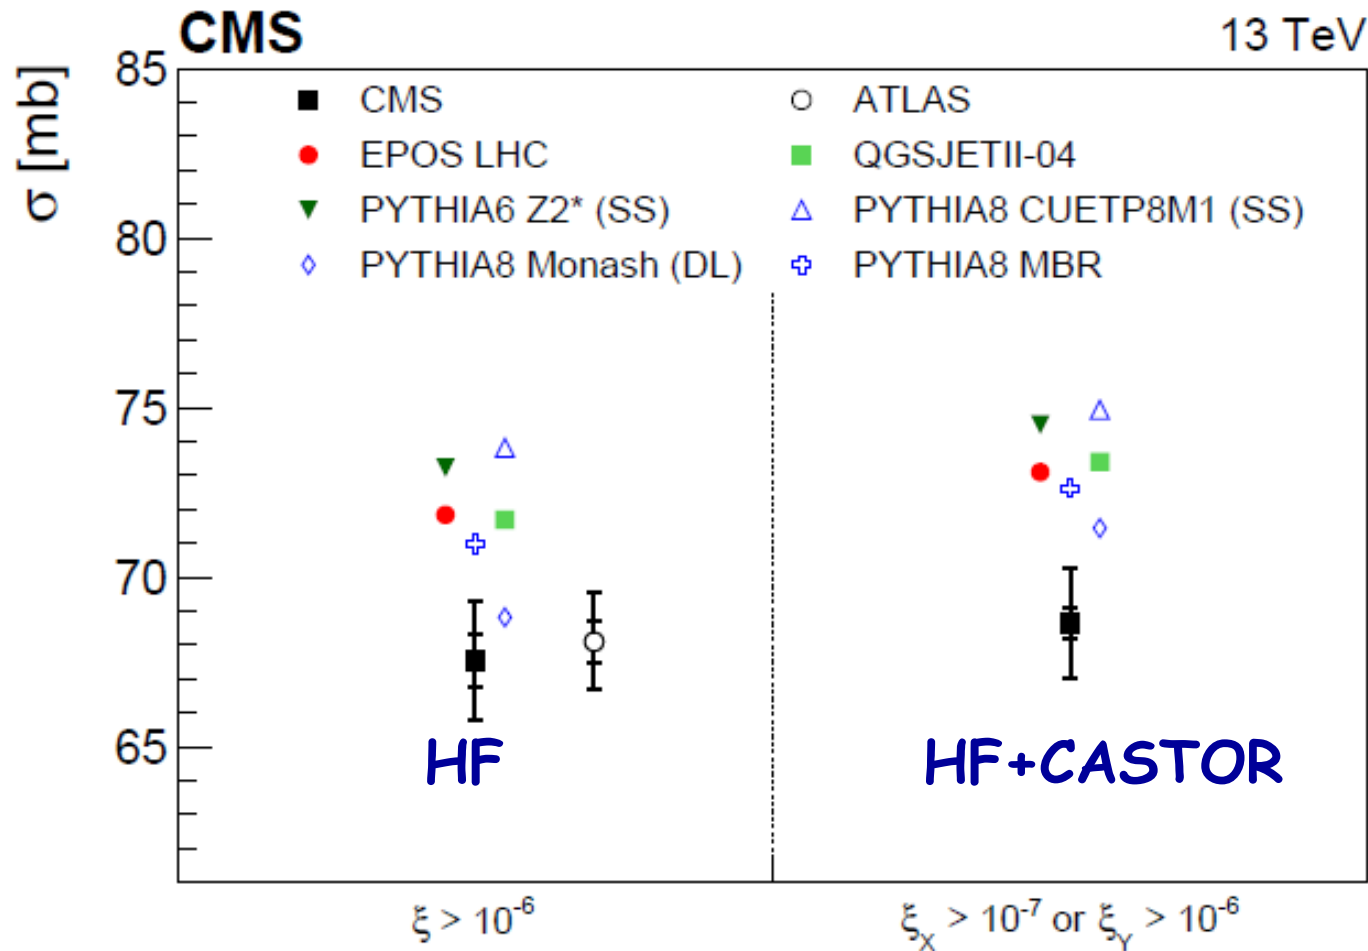 CMS 13 TeV
σ [mb]
85
80
75
70
65
CMS ATLAS
EPOS LHC QGSJETII-04
PYTHIA6 Z2* (SS) PYTHIA8 CUETP8M1 (SS)
PYTHIA8 Monash (DL) PYTHIA8 MBR
HF HF+CASTOR
ξ > 10⁻⁶ ξ_X > 10⁻⁷ or ξ_Y > 10⁻⁶